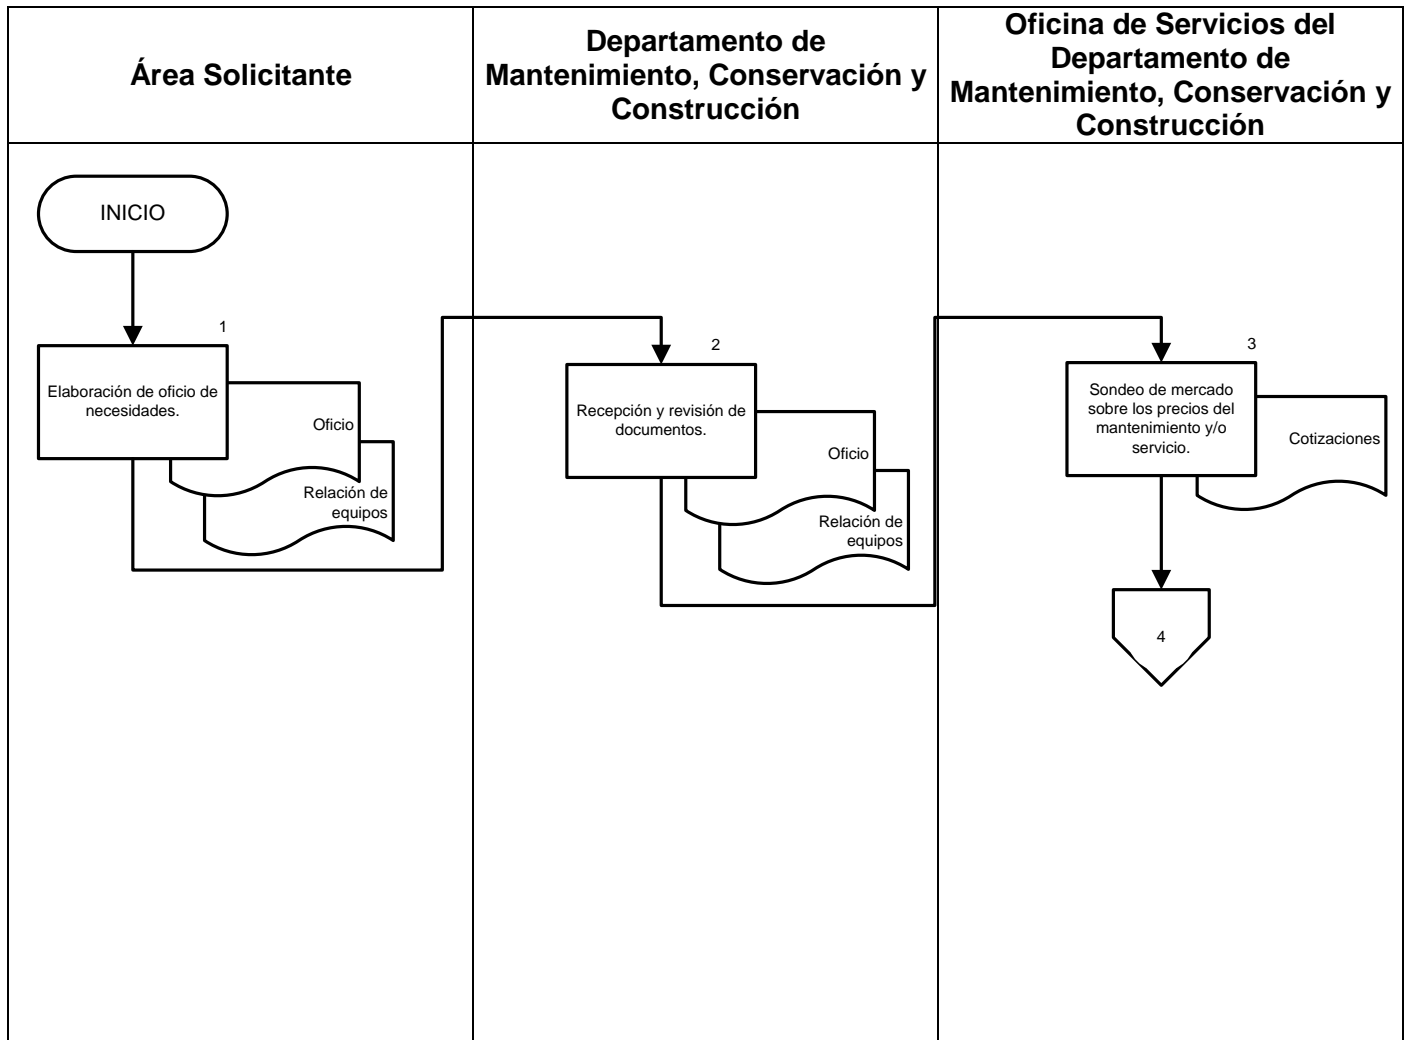 Área Solicitante
Departamento de
Mantenimiento, Conservación y
Construcción
Oficina de Servicios del
Departamento de
Mantenimiento, Conservación y
Construcción
INICIO
1
Elaboración de oficio de
necesidades.
Oficio
Relación de
equipos
2
Recepción y revisión de
documentos.
Oficio
Relación de
equipos
3
Sondeo de mercado
sobre los precios del
mantenimiento y/o
servicio.
Cotizaciones
4